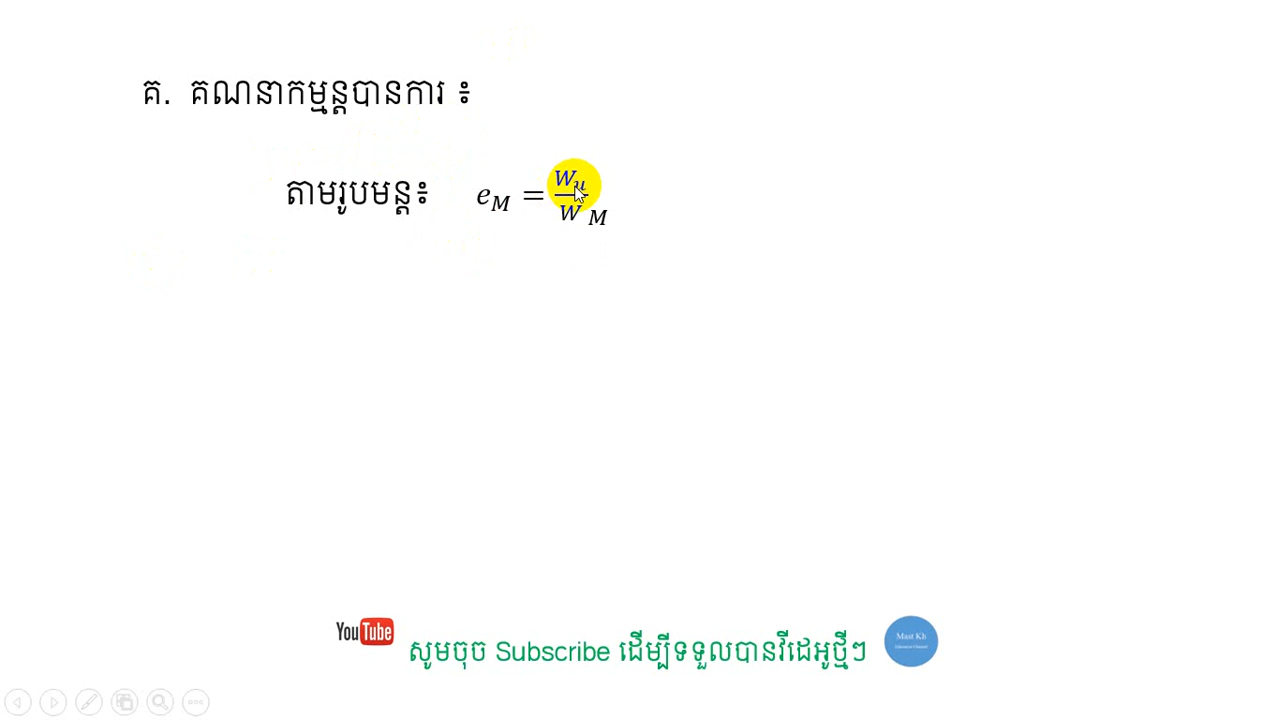 គ. គណនាកម្មន្តបានការ ៖
តាមរូបមន្ត៖ e_M = W_u / W_M
YouTube
សូមចុច Subscribe ដើម្បីទទួលបានវីដេអូថ្មីៗ
Maat Kh